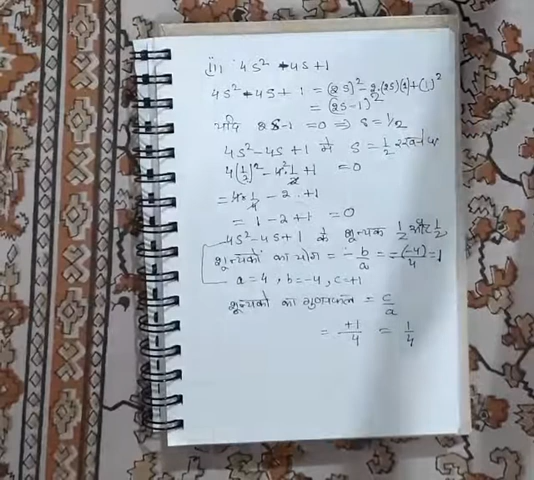 (ii) 4s² - 4s + 1
4s² - 4s + 1 = (2s)² - 2.(2s)(1) + (1)²
= (2s-1)²
यदि 2s-1 = 0 ⇒ s = 1/2
4s² - 4s + 1 में s = 1/2 रखने पर
4(1/2)² - 4·1/2 + 1 = 0
= 4·1/4 - 2 + 1
= 1 - 2 + 1 = 0
4s² - 4s + 1 के शून्यक 1/2 और 1/2
शून्यकों का योग = -b/a = -(-4)/4 = 1
a = 4, b = -4, c = +1
शून्यकों का गुणनफल = c/a
= +1/4 = 1/4